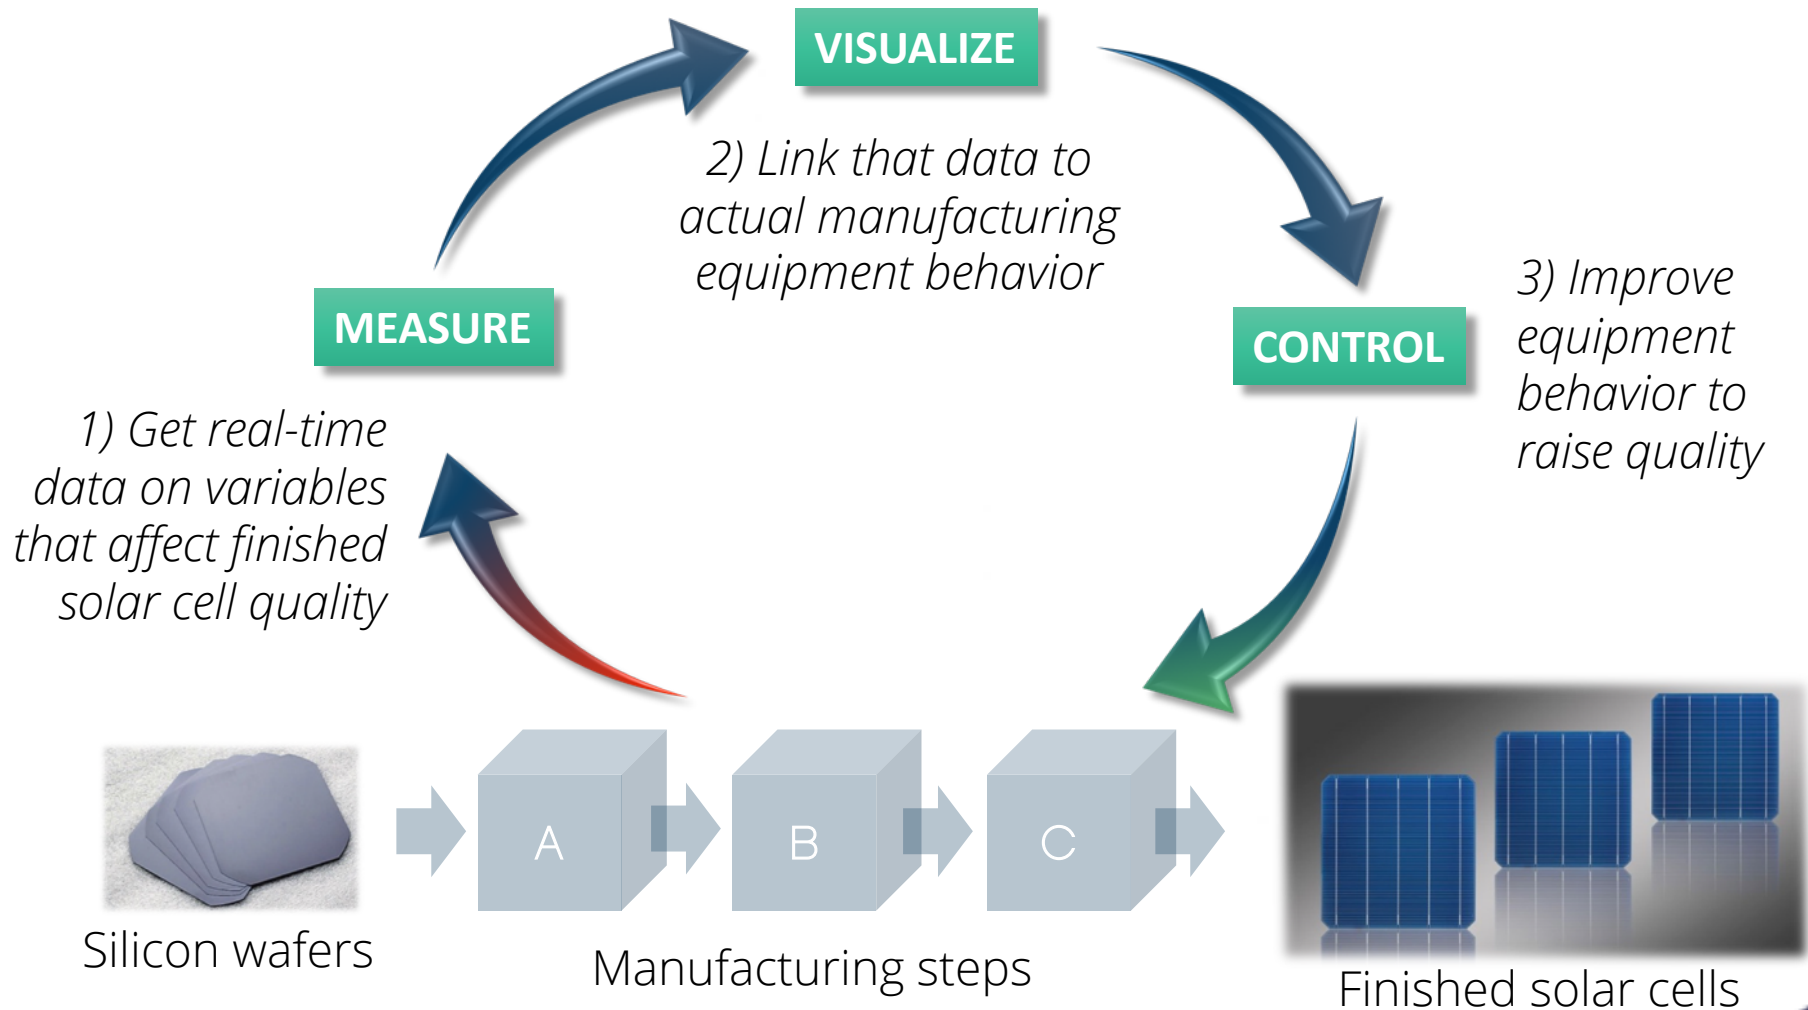 VISUALIZE
2) Link that data to
actual manufacturing
equipment behavior
MEASURE
1) Get real-time
data on variables
that affect finished
solar cell quality
CONTROL
3) Improve
equipment
behavior to
raise quality
A
B
C
Silicon wafers
Manufacturing steps
Finished solar cells